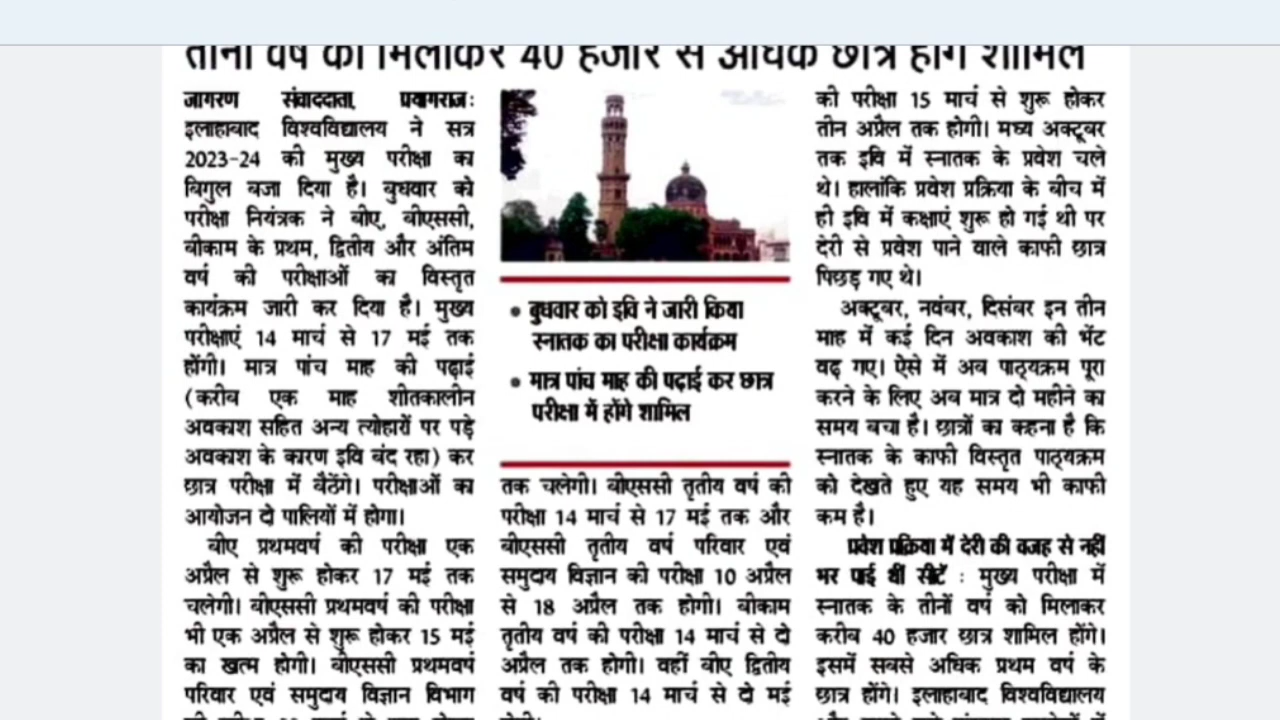 तीनों वर्ष को मिलाकर 40 हजार से अधिक छात्र होंगे शामिल
जागरण संवाददाता, प्रयागराज:
इलाहाबाद विश्वविद्यालय ने सत्र
2023-24 की मुख्य परीक्षा का
बिगुल बजा दिया है। बुधवार को
परीक्षा नियंत्रक ने बीए, बीएससी,
बीकाम के प्रथम, द्वितीय और अंतिम
वर्ष की परीक्षाओं का विस्तृत
कार्यक्रम जारी कर दिया है। मुख्य
परीक्षाएं 14 मार्च से 17 मई तक
होंगी। मात्र पांच माह की पढ़ाई
(करीब एक माह शीतकालीन
अवकाश सहित अन्य त्योहारों पर पड़े
अवकाश के कारण इवि बंद रहा) कर
छात्र परीक्षा में बैठेंगे। परीक्षाओं का
आयोजन दो पालियों में होगा।
बीए प्रथमवर्ष की परीक्षा एक
अप्रैल से शुरू होकर 17 मई तक
चलेगी। बीएससी प्रथमवर्ष की परीक्षा
भी एक अप्रैल से शुरू होकर 15 मई
का खत्म होगी। बीएससी प्रथमवर्ष
परिवार एवं समुदाय विज्ञान विभाग
बुधवार को इवि ने जारी किया
स्नातक का परीक्षा कार्यक्रम
मात्र पांच माह की पढ़ाई कर छात्र
परीक्षा में होंगे शामिल
तक चलेगी। बीएससी तृतीय वर्ष की
परीक्षा 14 मार्च से 17 मई तक और
बीएससी तृतीय वर्ष परिवार एवं
समुदाय विज्ञान की परीक्षा 10 अप्रैल
से 18 अप्रैल तक होगी। बीकाम
तृतीय वर्ष की परीक्षा 14 मार्च से दो
अप्रैल तक होगी। वहीं बीए द्वितीय
वर्ष की परीक्षा 14 मार्च से दो मई
की परीक्षा 15 मार्च से शुरू होकर
तीन अप्रैल तक होगी। मध्य अक्टूबर
तक इवि में स्नातक के प्रवेश चले
थे। हालांकि प्रवेश प्रक्रिया के बीच में
ही इवि में कक्षाएं शुरू हो गई थी पर
देरी से प्रवेश पाने वाले काफी छात्र
पिछड़ गए थे।
अक्टूबर, नवंबर, दिसंबर इन तीन
माह में कई दिन अवकाश की भेंट
चढ़ गए। ऐसे में अब पाठ्यक्रम पूरा
करने के लिए अब मात्र दो महीने का
समय बचा है। छात्रों का कहना है कि
स्नातक के काफी विस्तृत पाठ्यक्रम
को देखते हुए यह समय भी काफी
कम है।
प्रवेश प्रक्रिया में देरी की वजह से नहीं
भर पाई थीं सीटें : मुख्य परीक्षा में
स्नातक के तीनों वर्ष को मिलाकर
करीब 40 हजार छात्र शामिल होंगे।
इसमें सबसे अधिक प्रथम वर्ष के
छात्र होंगे। इलाहाबाद विश्वविद्यालय